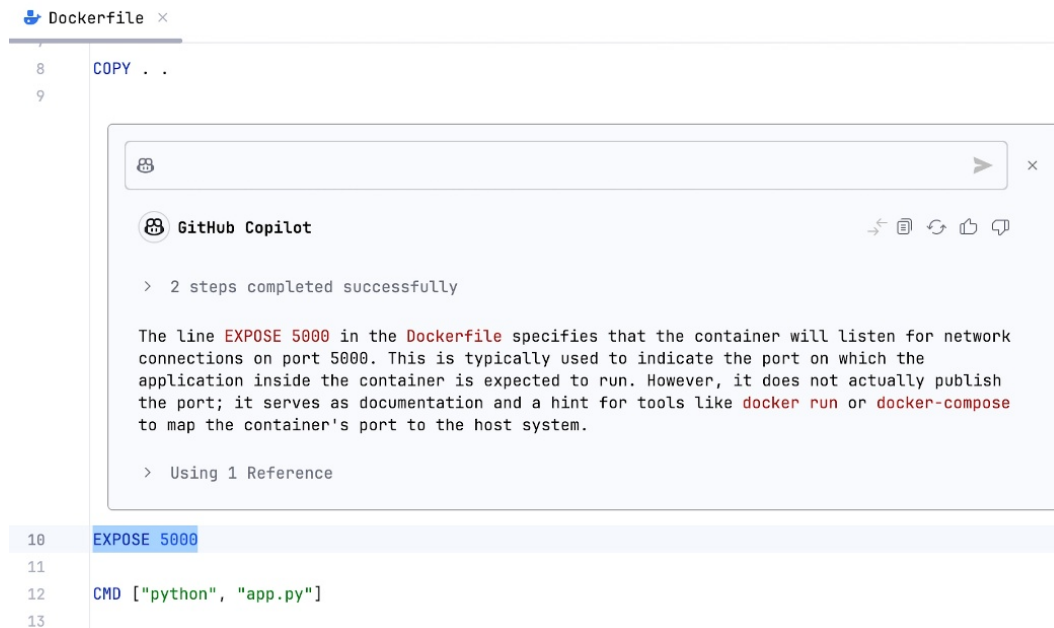 Dockerfile
8 COPY . .
9
GitHub Copilot
2 steps completed successfully
The line EXPOSE 5000 in the Dockerfile specifies that the container will listen for network
connections on port 5000. This is typically used to indicate the port on which the
application inside the container is expected to run. However, it does not actually publish
the port; it serves as documentation and a hint for tools like docker run or docker-compose
to map the container's port to the host system.
Using 1 Reference
10 EXPOSE 5000
11
12 CMD ["python", "app.py"]
13